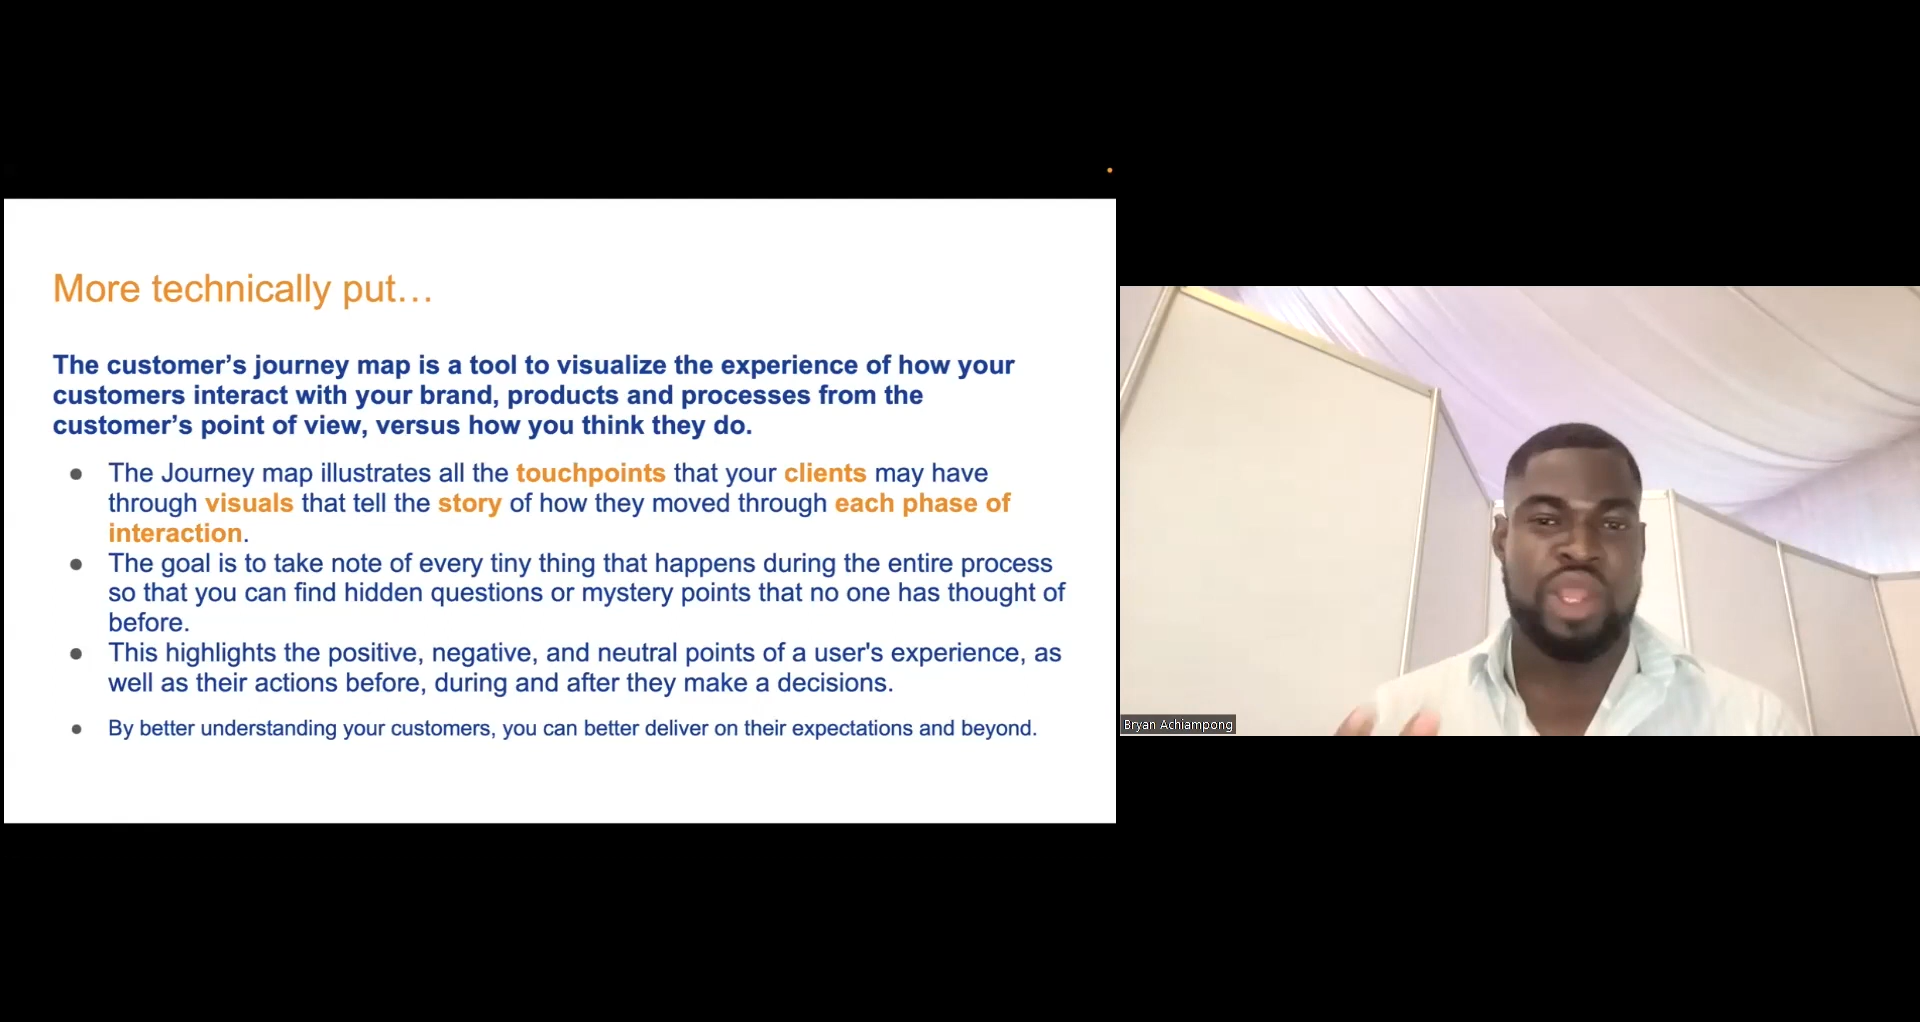 More technically put…
The customer’s journey map is a tool to visualize the experience of how your
customers interact with your brand, products and processes from the
customer’s point of view, versus how you think they do.
● The Journey map illustrates all the touchpoints that your clients may have
through visuals that tell the story of how they moved through each phase of
interaction.
● The goal is to take note of every tiny thing that happens during the entire process
so that you can find hidden questions or mystery points that no one has thought of
before.
● This highlights the positive, negative, and neutral points of a user's experience, as
well as their actions before, during and after they make a decisions.
● By better understanding your customers, you can better deliver on their expectations and beyond.
Bryan Achiampong